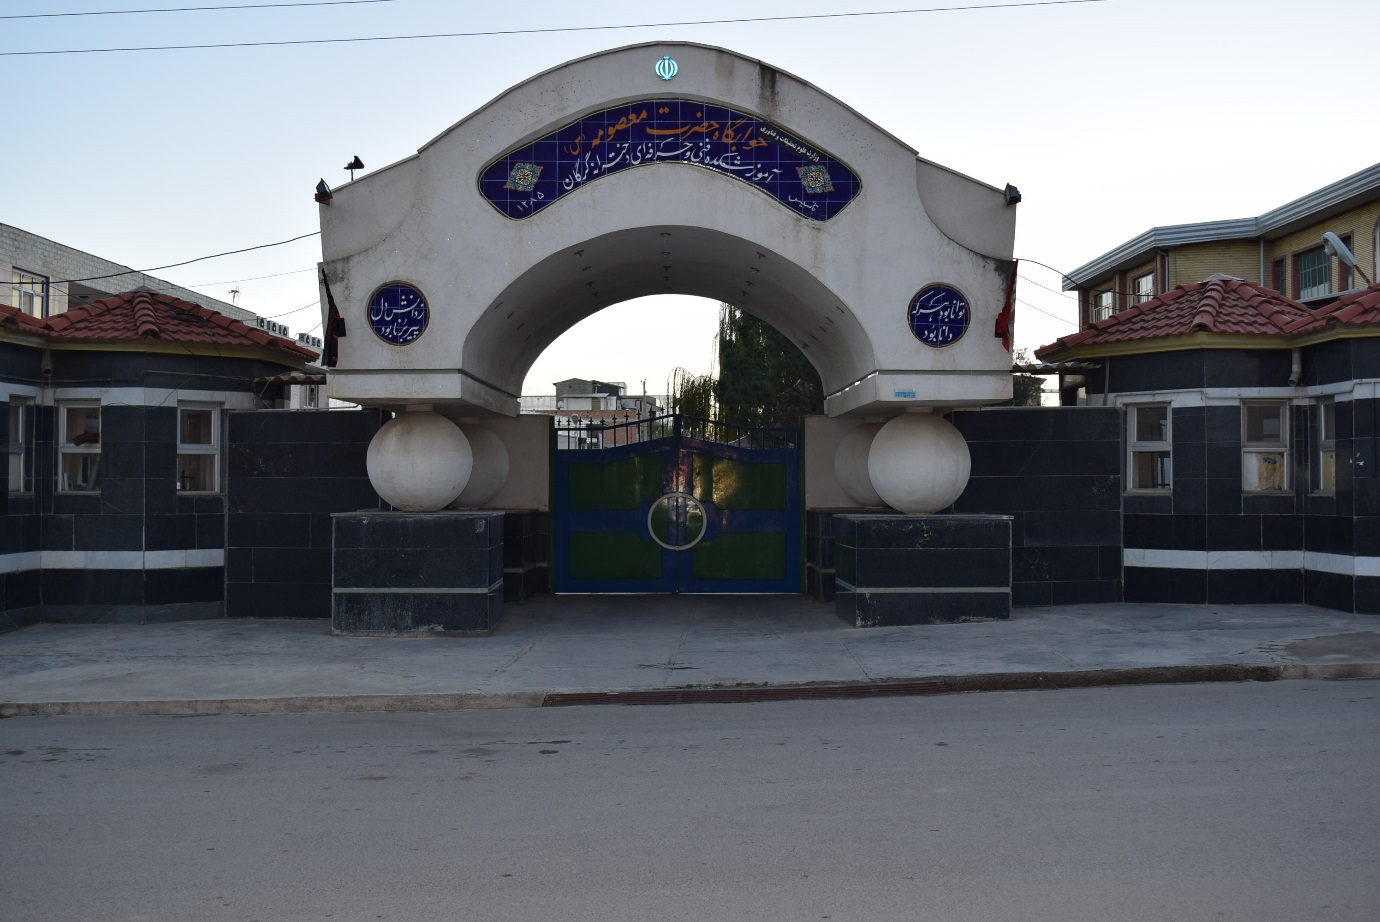 وزارت علوم تحقیقات و فناوری
خوابگاه حضرت معصومه (س)
آموزشکده فنی و حرفه ای دخترانه گرگان
تاسیس
۱۳۸۵
توانا بود هر که
دانا بود
ز دانش دل
پیر برنا بود